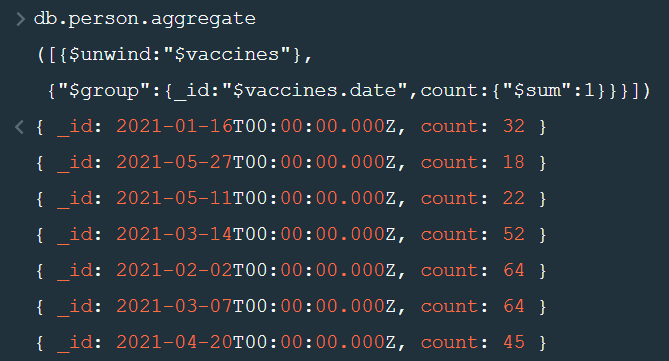 > db.person.aggregate
([{$unwind:"$vaccines"},
{"$group":{_id:"$vaccines.date",count:{"$sum":1}}}])
< { _id: 2021-01-16T00:00:00.000Z, count: 32 }
{ _id: 2021-05-27T00:00:00.000Z, count: 18 }
{ _id: 2021-05-11T00:00:00.000Z, count: 22 }
{ _id: 2021-03-14T00:00:00.000Z, count: 52 }
{ _id: 2021-02-02T00:00:00.000Z, count: 64 }
{ _id: 2021-03-07T00:00:00.000Z, count: 64 }
{ _id: 2021-04-20T00:00:00.000Z, count: 45 }